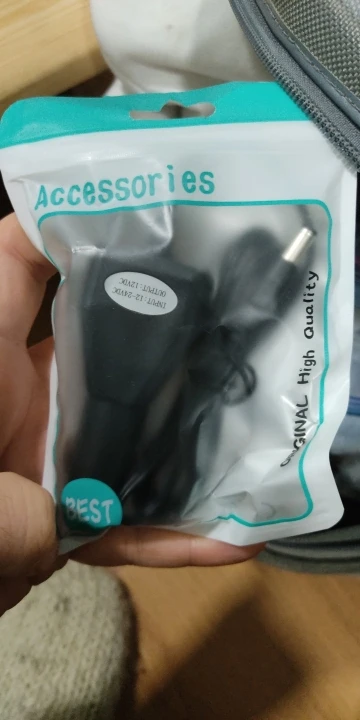 Accessories
INPUT: 12-24VDC
OUTPUT: 12VDC
ORIGINAL High Quality
BEST